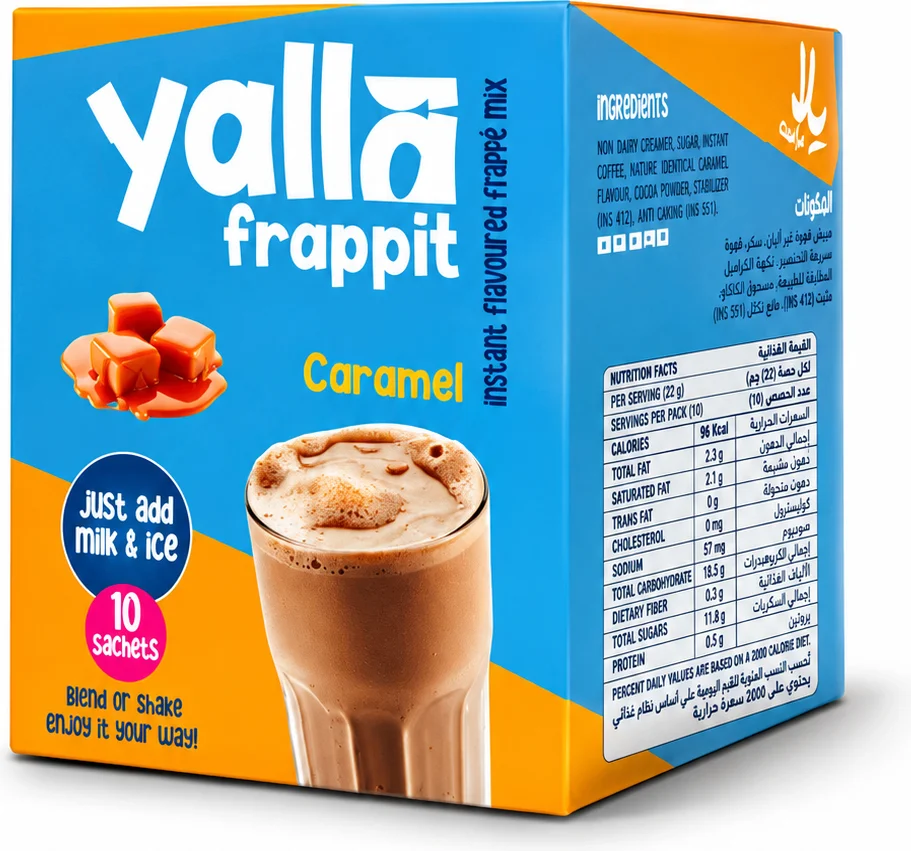 yallā
frappit
instant flavoured frappé mix
Caramel
just add
milk & ice
10
sachets
Blend or shake
enjoy it your way!
INGREDIENTS
NON DAIRY CREAMER, SUGAR, INSTANT
COFFEE, NATURE IDENTICAL CARAMEL
FLAVOUR, COCOA POWDER, STABILIZER
(INS 412), ANTI CAKING (INS 551).
يلا
المكونات
مبيض قهوة غير ألبان، سكر، قهوة
سريعة التحضير، نكهة الكراميل
المطابقة للطبيعة، مسحوق الكاكاو،
مثبت (INS 412)، مانع تكتل (INS 551)
NUTRITION FACTS القيمة الغذائية
PER SERVING (22 g) لكل حصة (22) جم)
SERVINGS PER PACK (10) عدد الحصص (10)
CALORIES 96 Kcal السعرات الحرارية
TOTAL FAT 2.3 g إجمالي الدهون
SATURATED FAT 2.1 g دهون مشبعة
TRANS FAT 0 g دهون متحولة
CHOLESTEROL 0 mg كوليسترول
SODIUM 57 mg صوديوم
TOTAL CARBOHYDRATE 18.5 g إجمالي الكربوهيدرات
DIETARY FIBER 0.3 g الألياف الغذائية
TOTAL SUGARS 11.8 g إجمالي السكريات
PROTEIN 0.5 g بروتين
PERCENT DAILY VALUES ARE BASED ON A 2000 CALORIE DIET.
تُحسب النسب المئوية للقيم اليومية على أساس نظام غذائي
يحتوي على 2000 سعرة حرارية